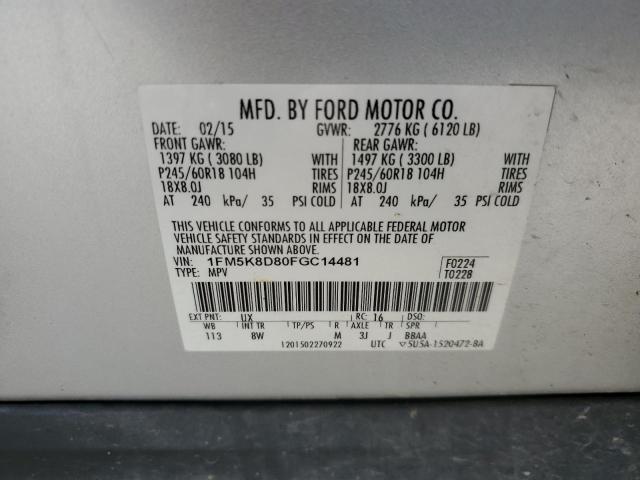 MFD. BY FORD MOTOR CO.
DATE: 02/15 GVWR: 2776 KG ( 6120 LB)
FRONT GAWR: REAR GAWR:
1397 KG ( 3080 LB) WITH 1497 KG ( 3300 LB) WITH
P245/60R18 104H TIRES P245/60R18 104H TIRES
18X8.0J RIMS 18X8.0J RIMS
AT 240 kPa/ 35 PSI COLD AT 240 kPa/ 35 PSI COLD
THIS VEHICLE CONFORMS TO ALL APPLICABLE FEDERAL MOTOR
VEHICLE SAFETY STANDARDS IN EFFECT ON THE DATE OF
MANUFACTURE SHOWN ABOVE.
VIN: 1FM5K8D80FGC14481 F0224
TYPE: MPV T0228
EXT PNT: UX RC: 16 DSO:
WB INT TR TP/PS R AXLE TR SPR
113 8W M 3J J BBAA
1201502270922 UTC ▽5U5A-1520472-BA